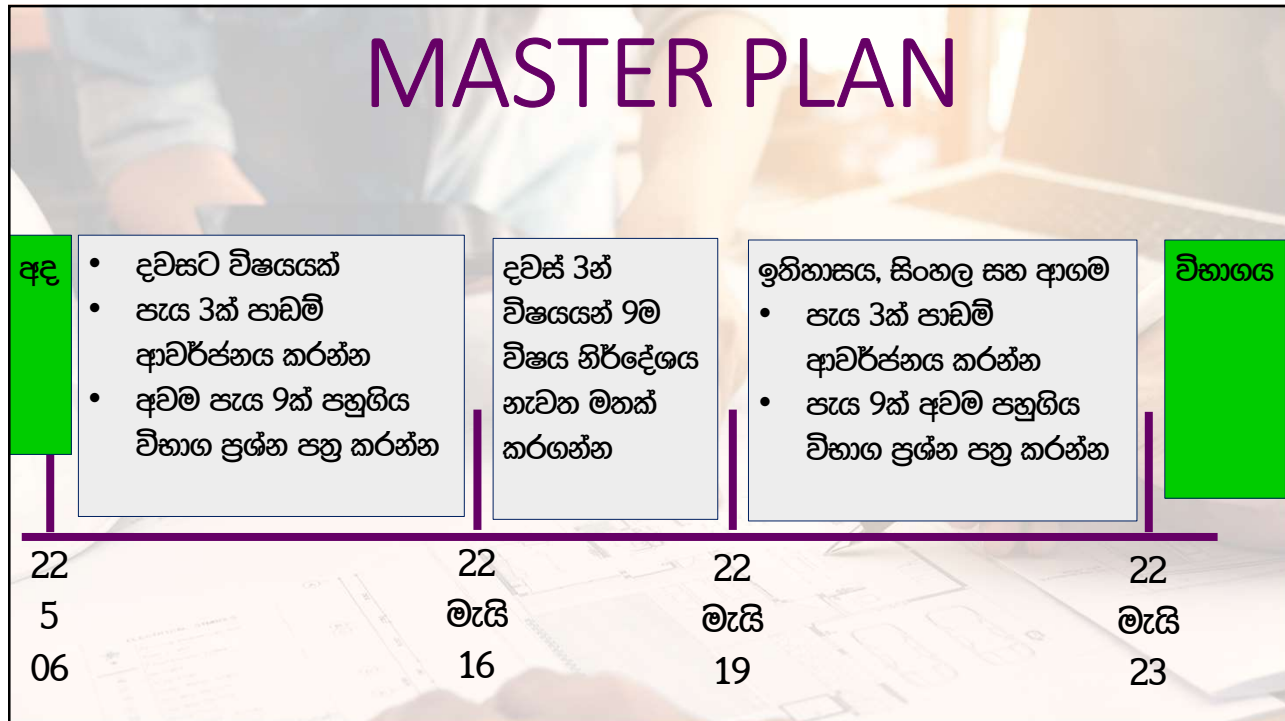 MASTER PLAN
අද
• දවසට විෂයයක්
• පැය 3ක් පාඩම්
ආවර්ජනය කරන්න
• අවම පැය 9ක් පහුගිය
විභාග ප්‍රශ්න පත්‍ර කරන්න
දවස් 3න්
විෂයයන් 9ම
විෂය නිර්දේශය
නැවත මතක්
කරගන්න
ඉතිහාසය, සිංහල සහ ආගම
• පැය 3ක් පාඩම්
ආවර්ජනය කරන්න
• පැය 9ක් අවම පහුගිය
විභාග ප්‍රශ්න පත්‍ර කරන්න
විභාගය
22
5
06
22
මැයි
16
22
මැයි
19
22
මැයි
23